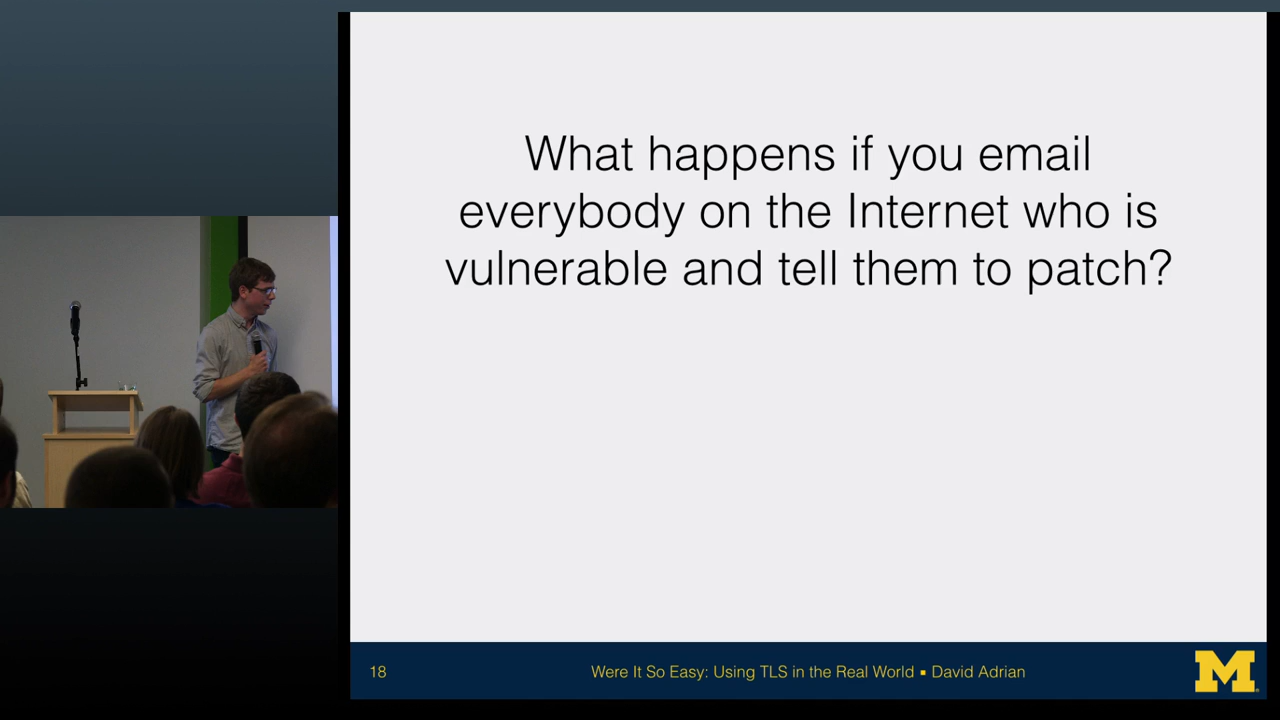 What happens if you email
everybody on the Internet who is
vulnerable and tell them to patch?
18
Were It So Easy: Using TLS in the Real World ▪ David Adrian
M